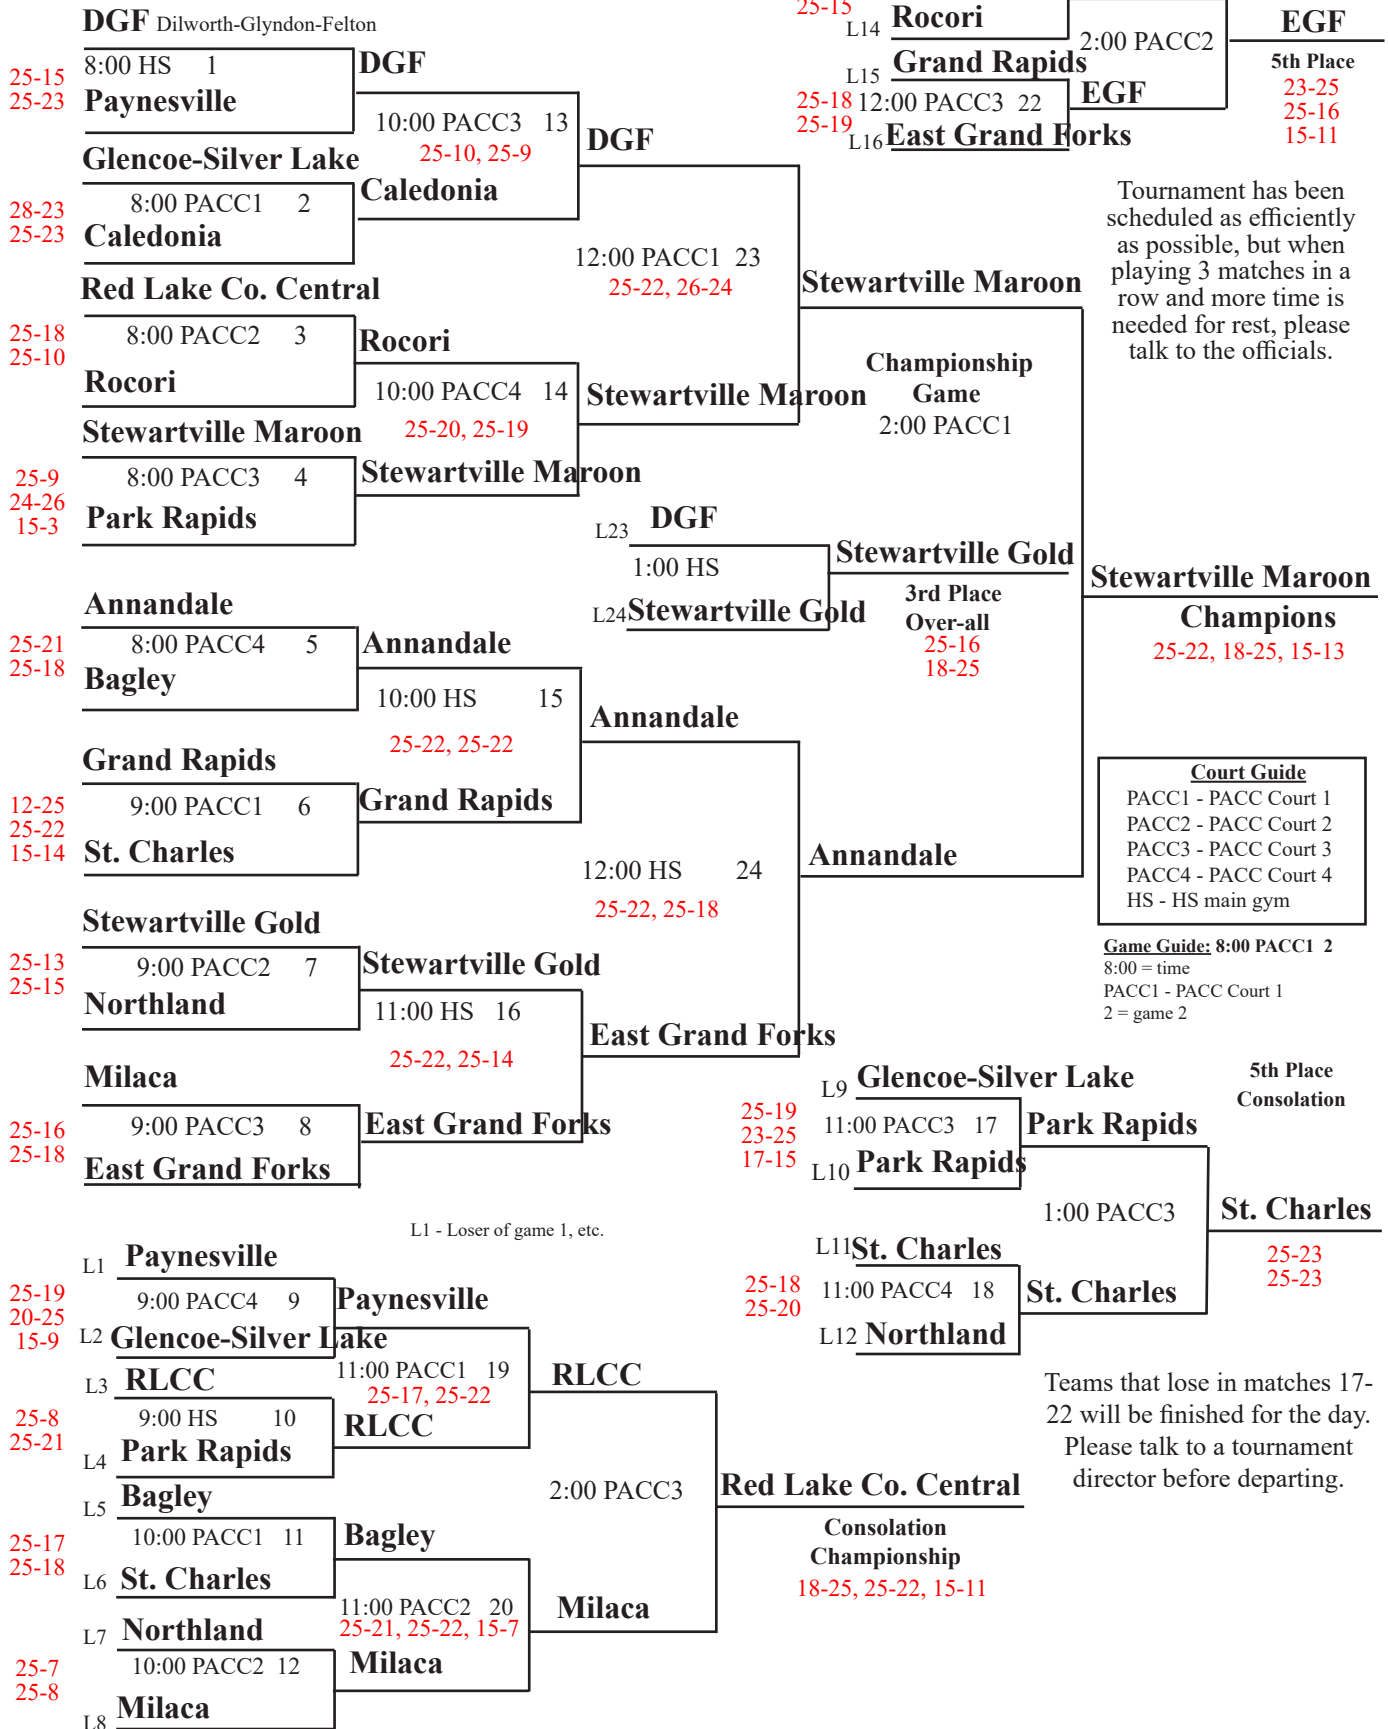 DGF Dilworth-Glyndon-Felton
8:00 HS 1
25-15
25-23
Paynesville
DGF
10:00 PACC3 13
25-10, 25-9
Glencoe-Silver Lake
8:00 PACC1 2
28-23
25-23
Caledonia
Caledonia
DGF
12:00 PACC1 23
25-22, 26-24
Red Lake Co. Central
8:00 PACC2 3
25-18
25-10
Rocori
Rocori
10:00 PACC4 14
25-20, 25-19
Stewartville Maroon
8:00 PACC3 4
25-9
24-26
15-3
Park Rapids
Stewartville Maroon
Stewartville Maroon
Stewartville Maroon
Championship
Game
2:00 PACC1
25-15
L14 Rocori
2:00 PACC2
L15 Grand Rapids
25-18
25-19
12:00 PACC3 22
L16 East Grand Forks
EGF
EGF
5th Place
23-25
25-16
15-11
Tournament has been
scheduled as efficiently
as possible, but when
playing 3 matches in a
row and more time is
needed for rest, please
talk to the officials.
L23 DGF
1:00 HS
L24 Stewartville Gold
Stewartville Gold
3rd Place
Over-all
25-16
18-25
Stewartville Maroon
Champions
25-22, 18-25, 15-13
Annandale
8:00 PACC4 5
25-21
25-18
Bagley
Annandale
10:00 HS 15
25-22, 25-22
Grand Rapids
9:00 PACC1 6
12-25
25-22
15-14
St. Charles
Grand Rapids
Annandale
12:00 HS 24
25-22, 25-18
Annandale
Stewartville Gold
9:00 PACC2 7
25-13
25-15
Northland
Stewartville Gold
11:00 HS 16
25-22, 25-14
Milaca
9:00 PACC3 8
25-16
25-18
East Grand Forks
East Grand Forks
East Grand Forks
Court Guide
PACC1 - PACC Court 1
PACC2 - PACC Court 2
PACC3 - PACC Court 3
PACC4 - PACC Court 4
HS - HS main gym
Game Guide: 8:00 PACC1 2
8:00 = time
PACC1 - PACC Court 1
2 = game 2
L9 Glencoe-Silver Lake
25-19
23-25
17-15
11:00 PACC3 17
L10 Park Rapids
Park Rapids
5th Place
Consolation
1:00 PACC3
L11 St. Charles
25-18
25-20
11:00 PACC4 18
L12 Northland
St. Charles
St. Charles
25-23
25-23
L1 - Loser of game 1, etc.
L1 Paynesville
25-19
20-25
15-9
9:00 PACC4 9
L2 Glencoe-Silver Lake
Paynesville
11:00 PACC1 19
25-17, 25-22
L3 RLCC
25-8
25-21
9:00 HS 10
L4 Park Rapids
RLCC
RLCC
2:00 PACC3
L5 Bagley
25-17
25-18
10:00 PACC1 11
L6 St. Charles
Bagley
11:00 PACC2 20
25-21, 25-22, 15-7
L7 Northland
25-7
25-8
10:00 PACC2 12
L8 Milaca
Milaca
Milaca
Red Lake Co. Central
Consolation
Championship
18-25, 25-22, 15-11
Teams that lose in matches 17-
22 will be finished for the day.
Please talk to a tournament
director before departing.